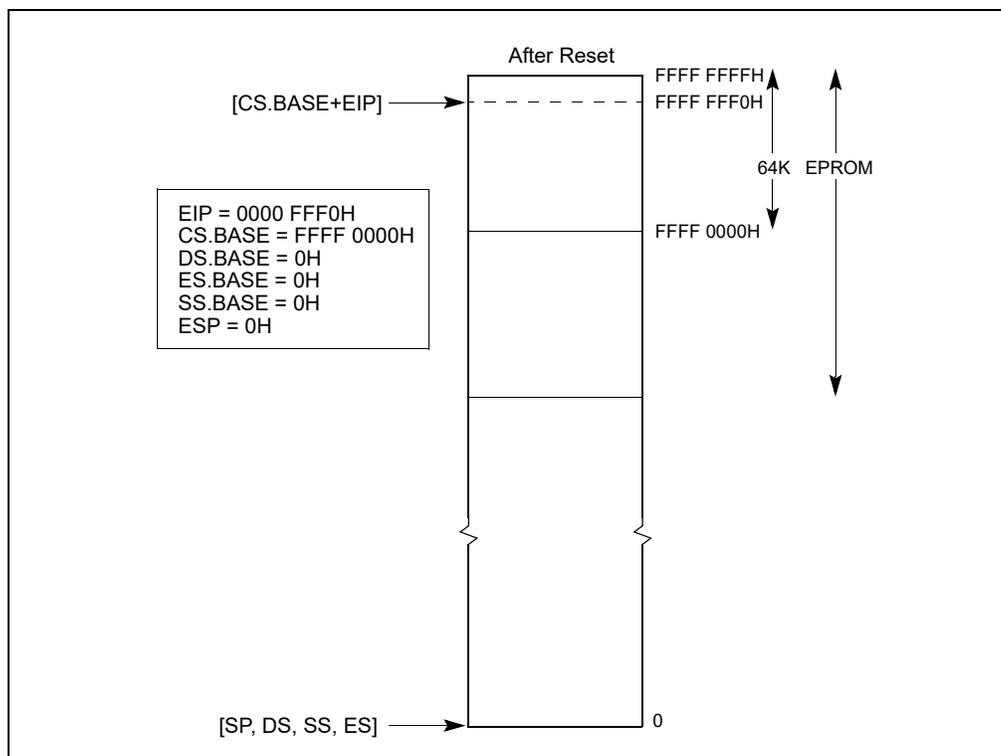 After Reset
FFFF FFFFH
[CS.BASE+EIP]
FFFF FFF0H
64K
EPROM
EIP = 0000 FFF0H
CS.BASE = FFFF 0000H
DS.BASE = 0H
ES.BASE = 0H
SS.BASE = 0H
ESP = 0H
FFFF 0000H
[SP, DS, SS, ES]
0